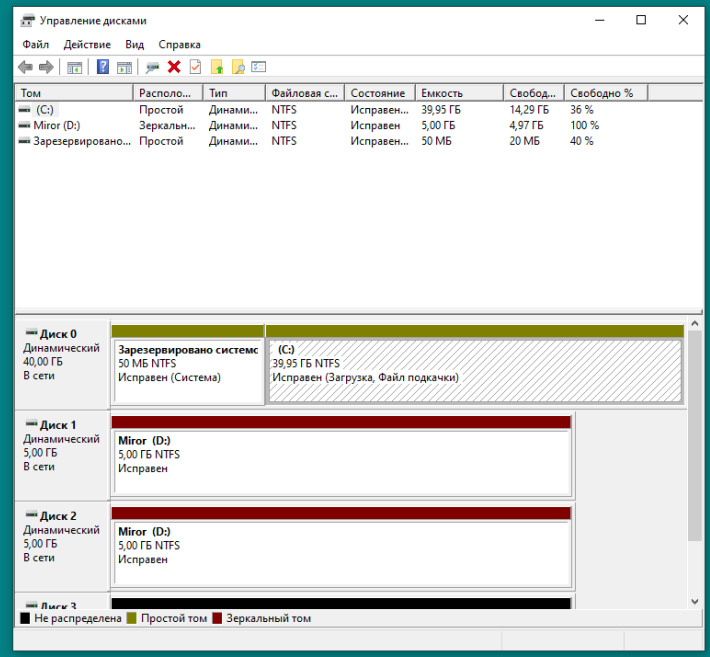 Управление дисками
Файл Действие Вид Справка
Том Располо... Тип Файловая с... Состояние Емкость Свобод... Свободно %
(C:) Простой Динами... NTFS Исправен... 39,95 ГБ 14,29 ГБ 36 %
Miror (D:) Зеркальн... Динами... NTFS Исправен 5,00 ГБ 4,97 ГБ 100 %
Зарезервировано... Простой Динами... NTFS Исправен... 50 МБ 20 МБ 40 %
Диск 0
Динамический
40,00 ГБ
В сети
Зарезервировано системс
50 МБ NTFS
Исправен (Система)
(C:)
39,95 ГБ NTFS
Исправен (Загрузка, Файл подкачки)
Диск 1
Динамический
5,00 ГБ
В сети
Miror (D:)
5,00 ГБ NTFS
Исправен
Диск 2
Динамический
5,00 ГБ
В сети
Miror (D:)
5,00 ГБ NTFS
Исправен
Диск 3
Не распределена Простой том Зеркальный том